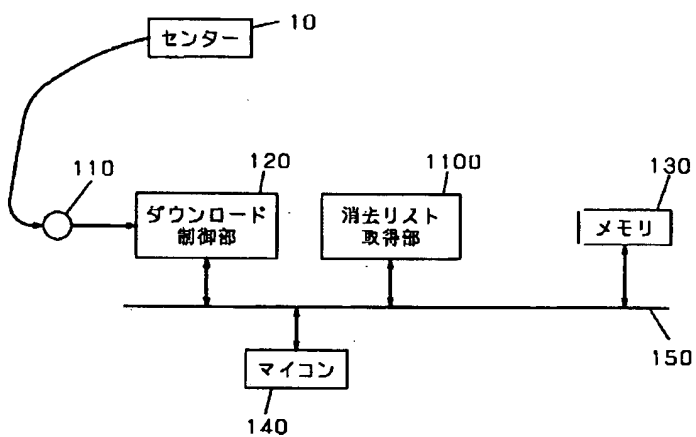 10
センター
110
120
1100
130
ダウンロード
制御部
消去リスト
取得部
メモリ
150
マイコン
140